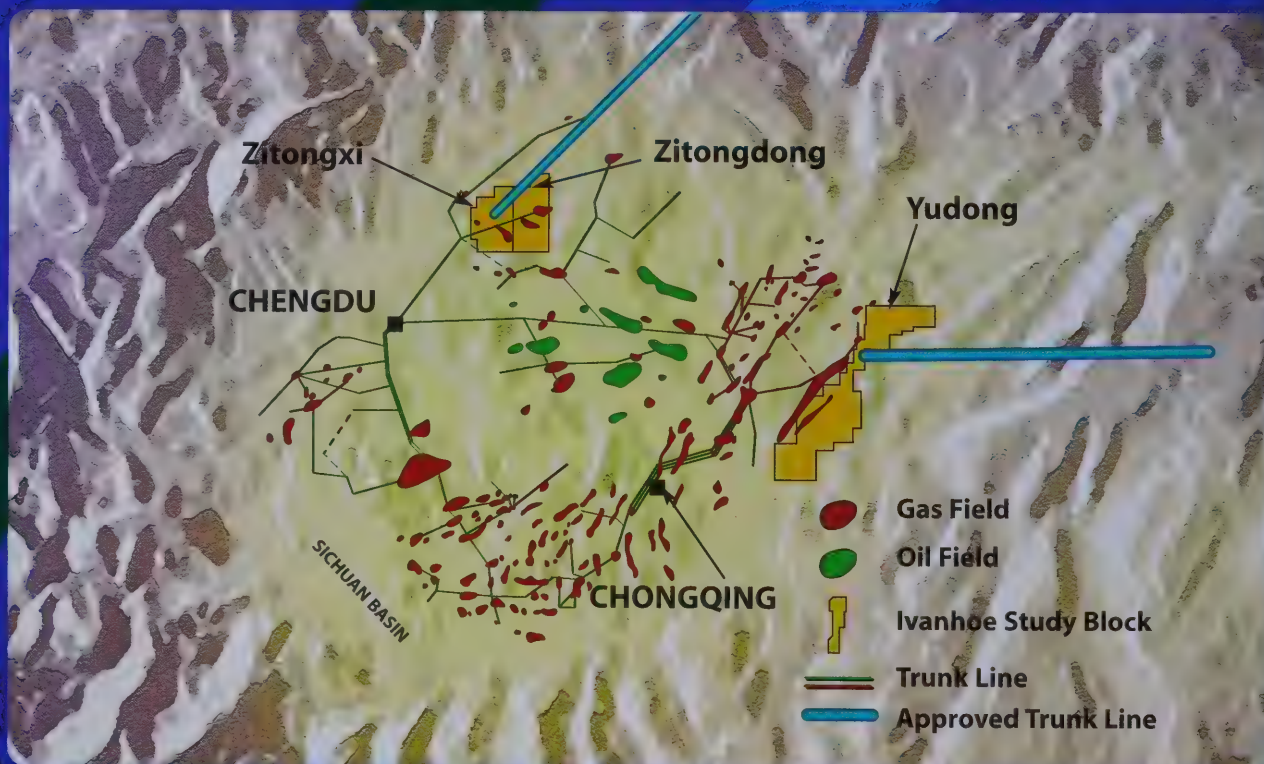 Zitongxi
Zitongdong
Yudong
CHENGDU
Gas Field
Oil Field
SICHUAN BASIN
CHONGQING
Ivanhoe Study Block
Trunk Line
Approved Trunk Line